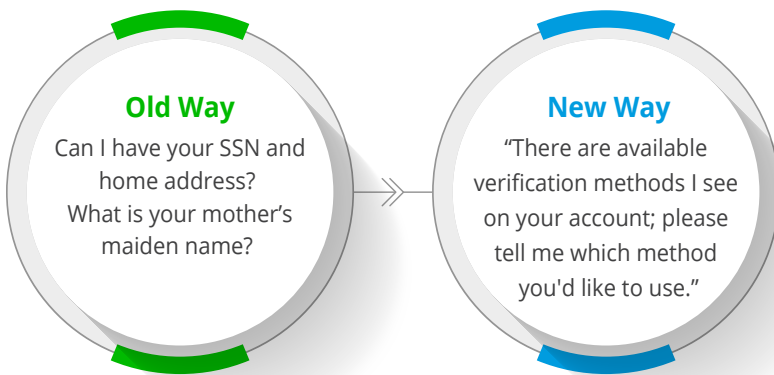 Old Way
Can I have your SSN and
home address?
What is your mother’s
maiden name?
New Way
“There are available
verification methods I see
on your account; please
tell me which method
you'd like to use.”